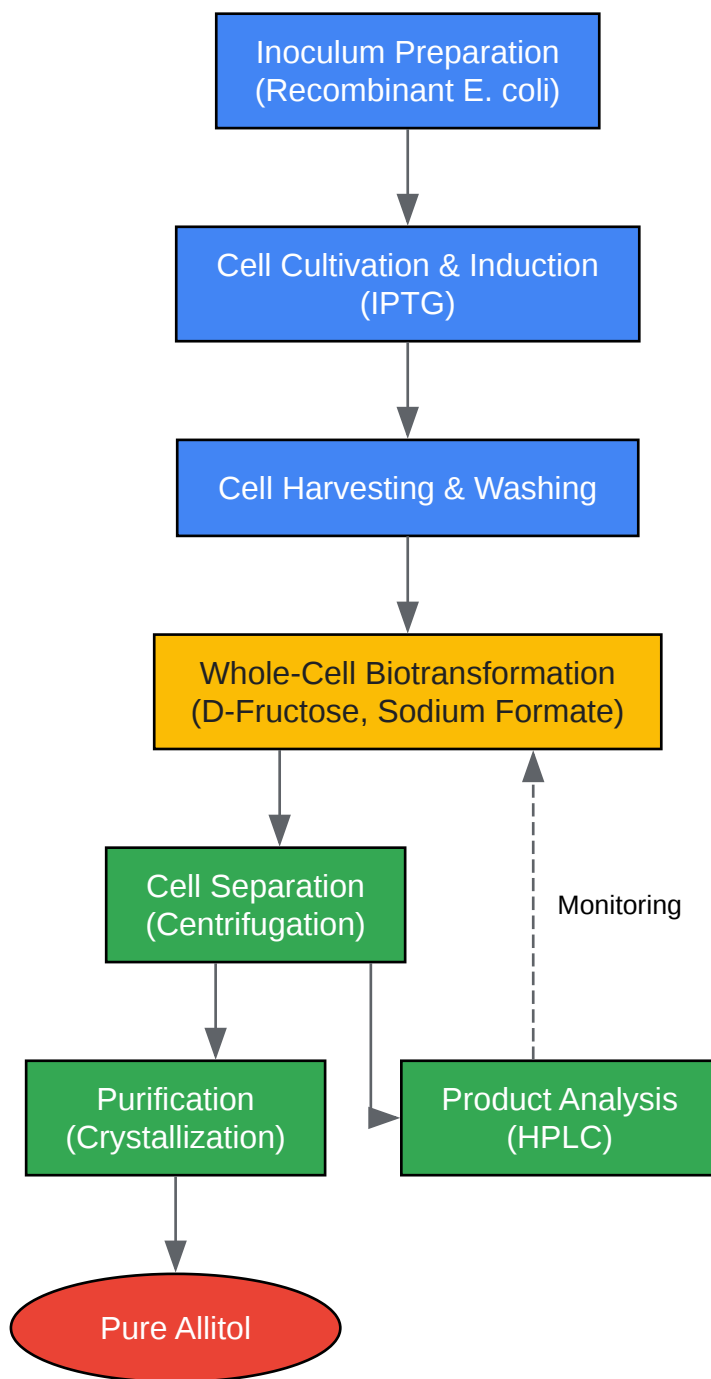 Inoculum Preparation
(Recombinant E. coli)
Cell Cultivation & Induction
(IPTG)
Cell Harvesting & Washing
Whole-Cell Biotransformation
(D-Fructose, Sodium Formate)
Cell Separation
(Centrifugation)
Monitoring
Purification
(Crystallization)
Product Analysis
(HPLC)
Pure Allitol